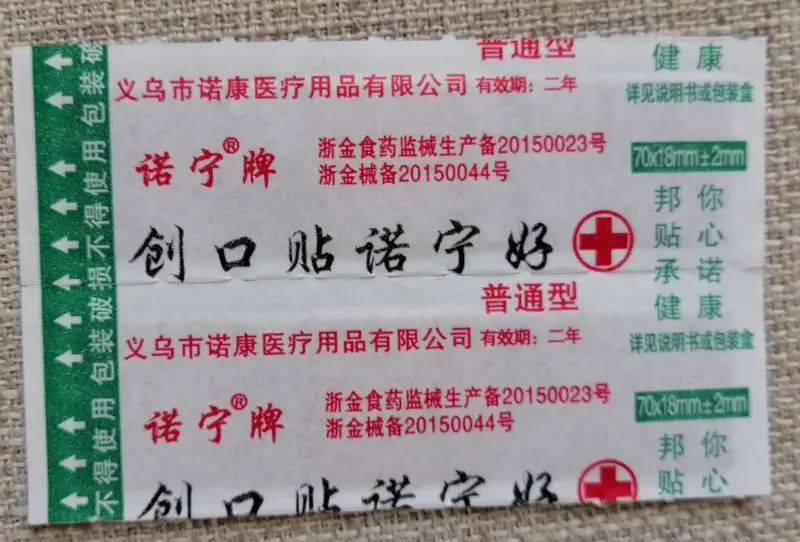 普通型
义乌市诺康医疗用品有限公司 有效期：二年
诺宁®牌
浙金食药监械生产备20150023号
浙金械备20150044号
创口贴诺宁好
健康
详见说明书或包装盒
70x18mm±2mm
邦你
贴心
承诺
普通型
义乌市诺康医疗用品有限公司 有效期：二年
诺宁®牌
浙金食药监械生产备20150023号
浙金械备20150044号
创口贴诺宁好
健康
详见说明书或包装盒
70x18mm±2mm
邦你
贴心
不得使用 包装破损不得使用 包装破